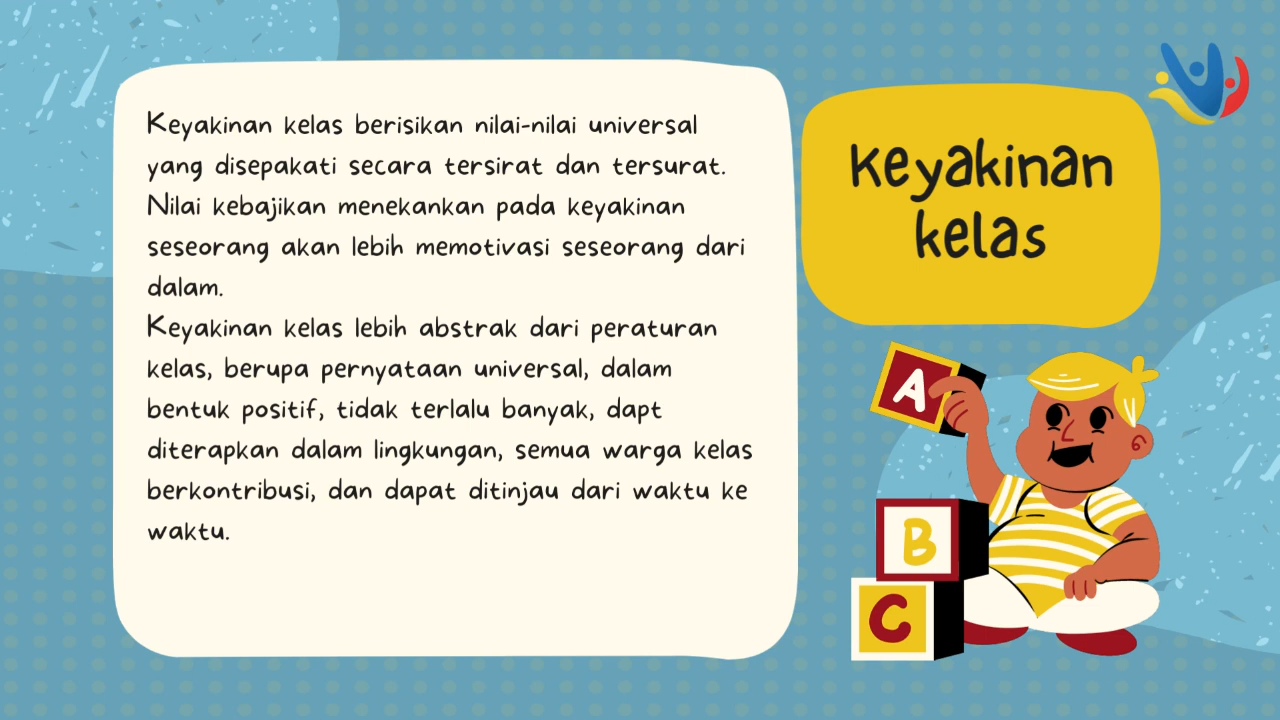 Keyakinan kelas berisikan nilai-nilai universal
yang disepakati secara tersirat dan tersurat.
Nilai kebajikan menekankan pada keyakinan
seseorang akan lebih memotivasi seseorang dari
dalam.
Keyakinan kelas lebih abstrak dari peraturan
kelas, berupa pernyataan universal, dalam
bentuk positif, tidak terlalu banyak, dapt
diterapkan dalam lingkungan, semua warga kelas
berkontribusi, dan dapat ditinjau dari waktu ke
waktu.
Keyakinan
kelas
A
B
C